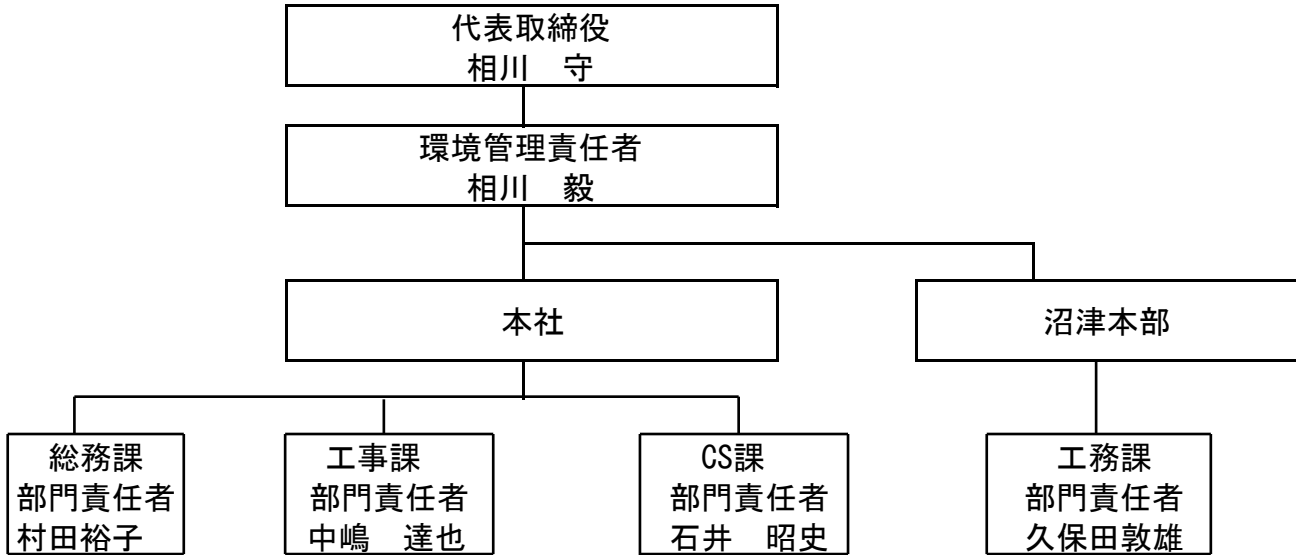 代表取締役
相川　守
環境管理責任者
相川　毅
本社
沼津本部
総務課
部門責任者
村田裕子
工事課
部門責任者
中嶋　達也
CS課
部門責任者
石井　昭史
工務課
部門責任者
久保田敦雄